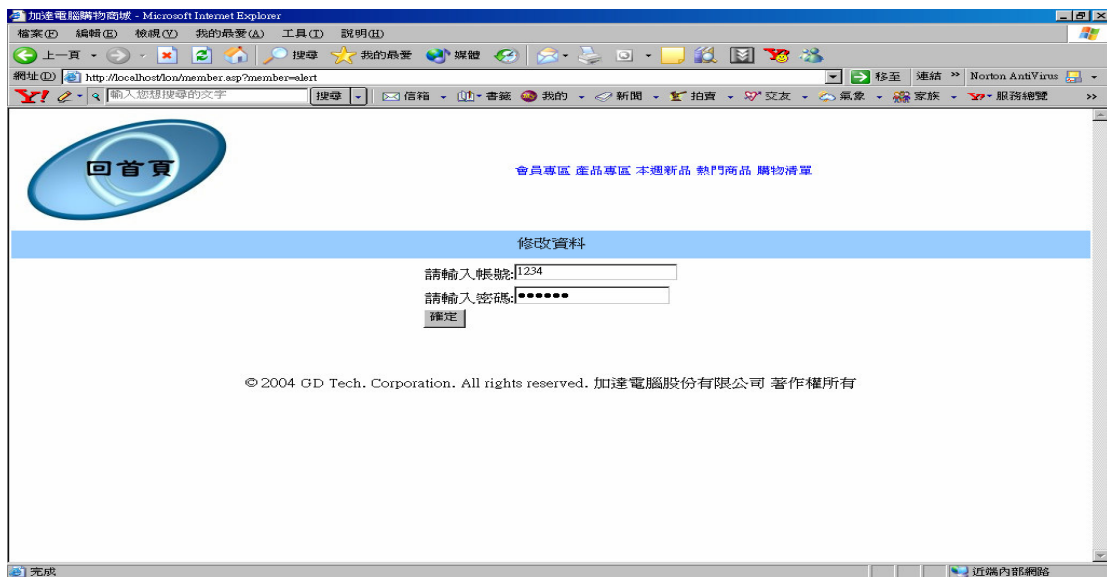 加達電腦購物商城 - Microsoft Internet Explorer
檔案(F) 編輯(E) 檢視(V) 我的最愛(A) 工具(T) 說明(H)
上一頁 搜尋 我的最愛 媒體
網址(D) http://localhost/lon/member.asp?member=alert 移至 連結 » Norton AntiVirus
Y! 輸入您想搜尋的文字 搜尋 信箱 書籤 我的 新聞 拍賣 交友 氣象 家族 服務總覽 »
回首頁
會員專區 產品專區 本週新品 熱門商品 購物清單
修改資料
請輸入帳號:1234
請輸入密碼:●●●●●●
確定
© 2004 GD Tech. Corporation. All rights reserved. 加達電腦股份有限公司 著作權所有
完成 近端內部網路